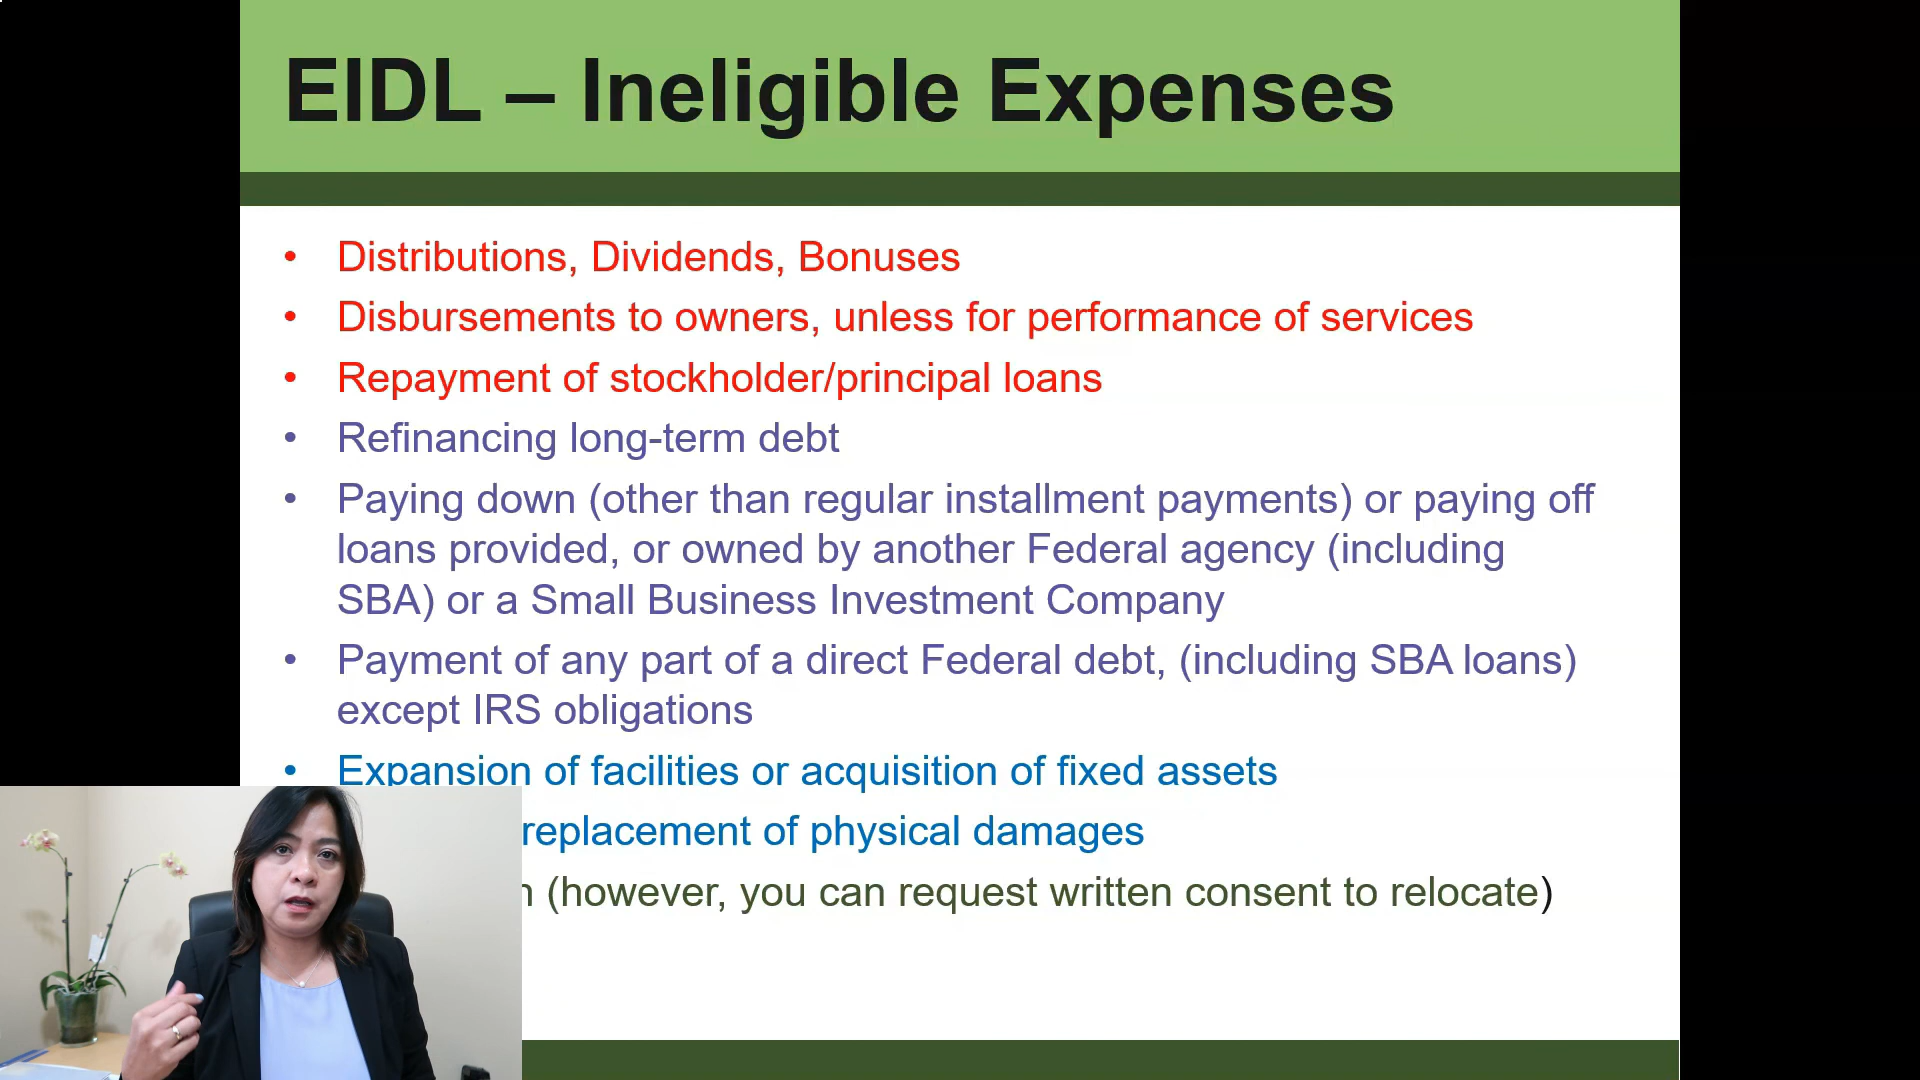 EIDL – Ineligible Expenses
• Distributions, Dividends, Bonuses
• Disbursements to owners, unless for performance of services
• Repayment of stockholder/principal loans
• Refinancing long-term debt
• Paying down (other than regular installment payments) or paying off
loans provided, or owned by another Federal agency (including
SBA) or a Small Business Investment Company
• Payment of any part of a direct Federal debt, (including SBA loans)
except IRS obligations
• Expansion of facilities or acquisition of fixed assets
replacement of physical damages
(however, you can request written consent to relocate)